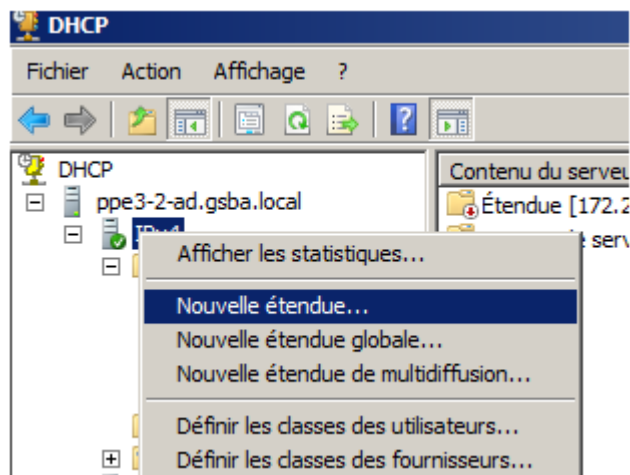 DHCP
Fichier Action Affichage ?
DHCP
Contenu du serveu
ppe3-2-ad.gsba.local
Étendue [172.2
IPv4
serv
Afficher les statistiques...
Nouvelle étendue...
Nouvelle étendue globale...
Nouvelle étendue de multidiffusion...
Définir les classes des utilisateurs...
Définir les classes des fournisseurs...